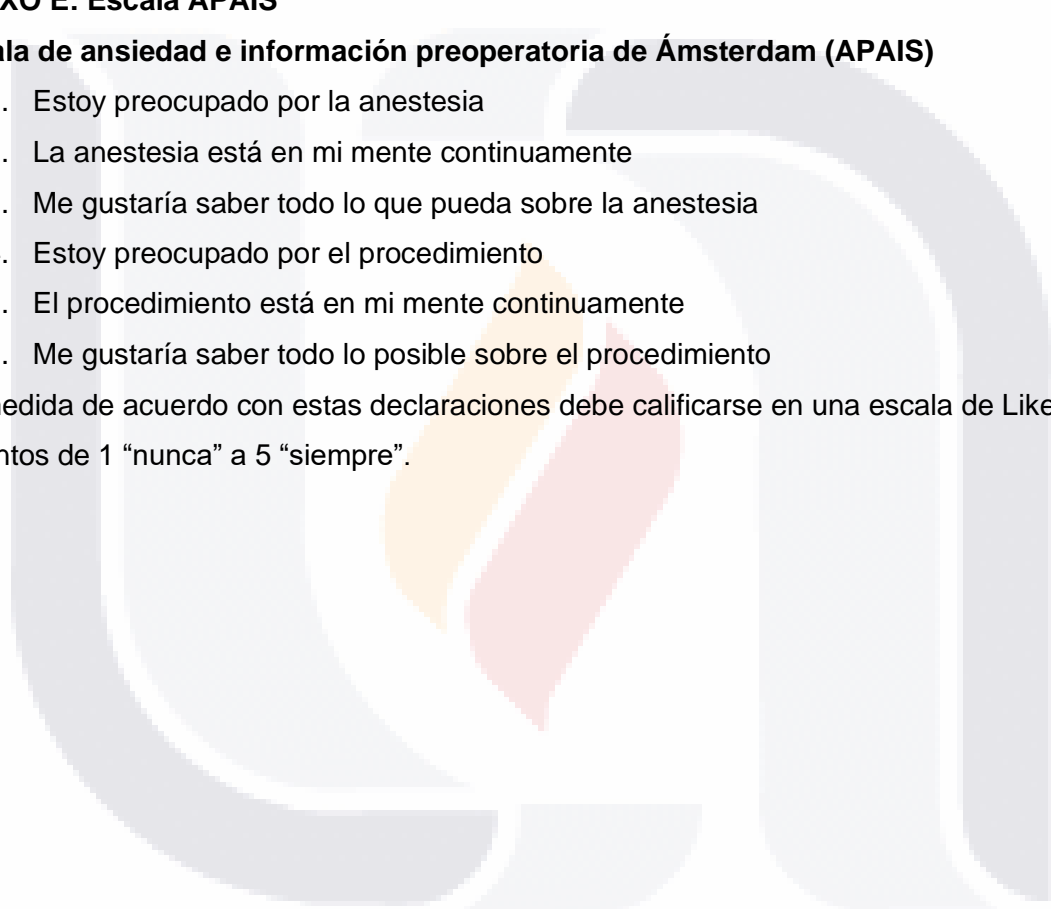 XO E. Escala APAIS
ala de ansiedad e información preoperatoria de Ámsterdam (APAIS)
. Estoy preocupado por la anestesia
. La anestesia está en mi mente continuamente
. Me gustaría saber todo lo que pueda sobre la anestesia
. Estoy preocupado por el procedimiento
. El procedimiento está en mi mente continuamente
. Me gustaría saber todo lo posible sobre el procedimiento
edida de acuerdo con estas declaraciones debe calificarse en una escala de Like
ntos de 1 “nunca” a 5 “siempre”.